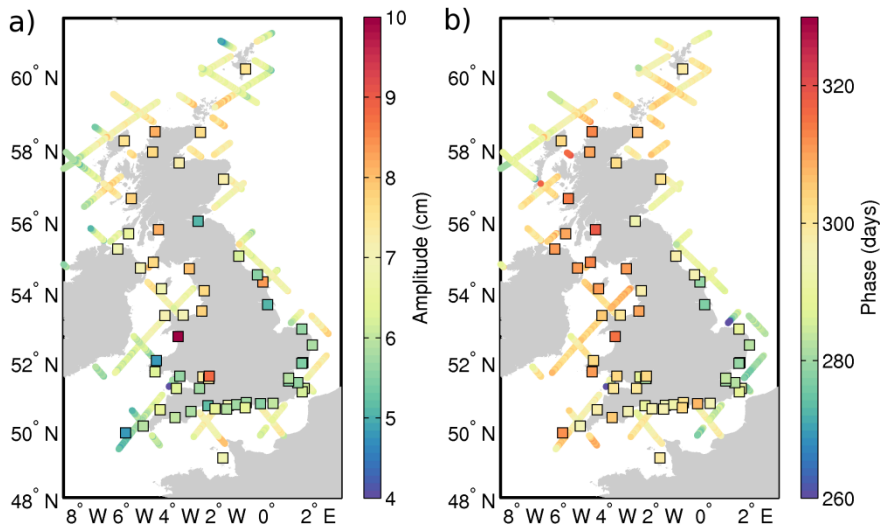 a)
60° N
58° N
56° N
54° N
52° N
50° N
48° N
8° W 6° W 4° W 2° W 0° 2° E
10
9
8
7
6
5
4
Amplitude (cm)
b)
60° N
58° N
56° N
54° N
52° N
50° N
48° N
8° W 6° W 4° W 2° W 0° 2° E
320
300
280
260
Phase (days)